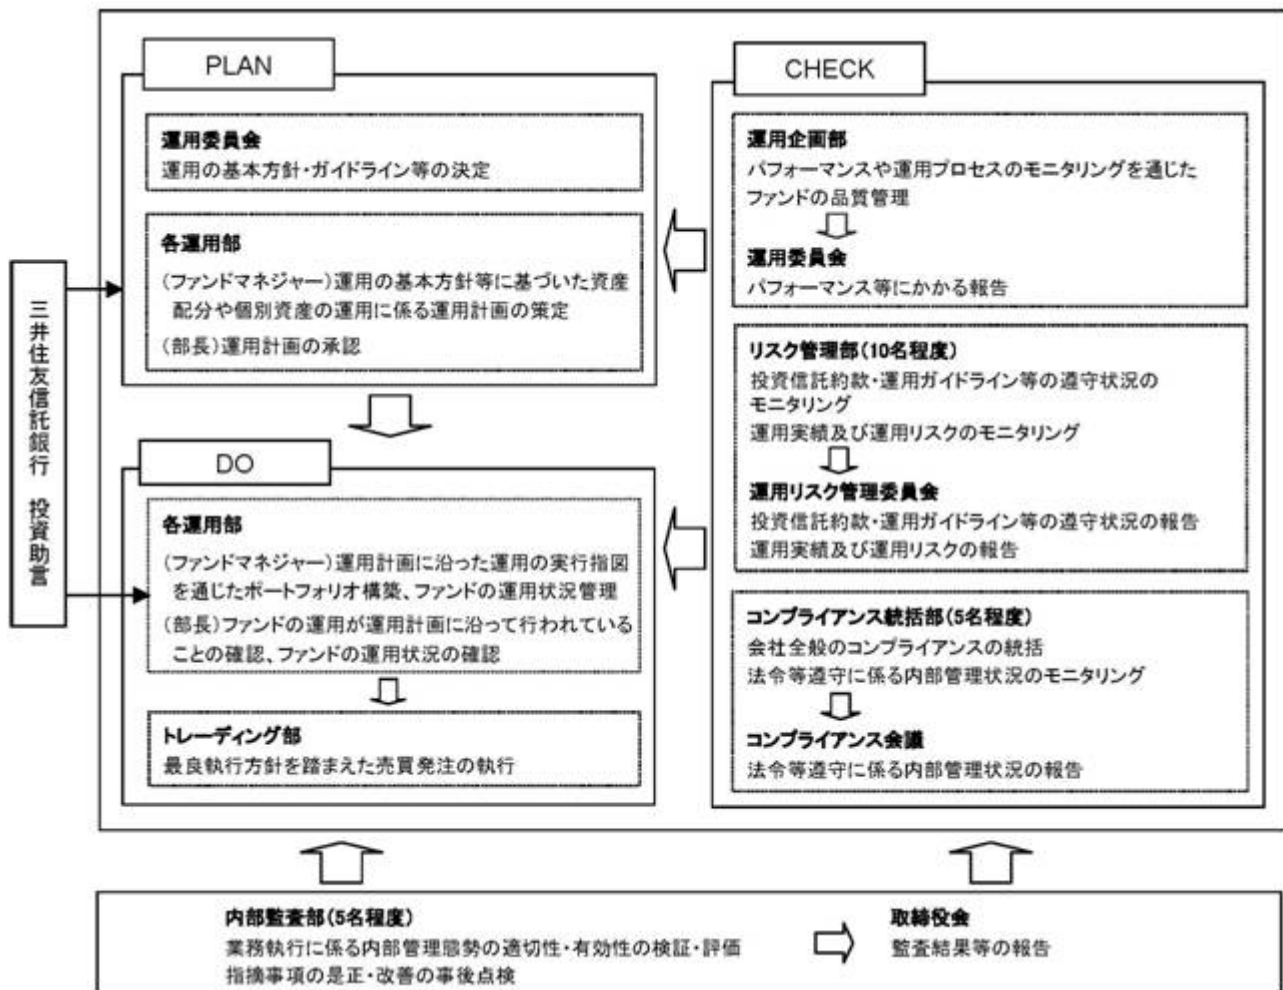 三井住友信託銀行　投資助言
PLAN
運用委員会
運用の基本方針・ガイドライン等の決定
各運用部
(ファンドマネジャー)運用の基本方針等に基づいた資産
配分や個別資産の運用に係る運用計画の策定
(部長)運用計画の承認
DO
各運用部
(ファンドマネジャー)運用計画に沿った運用の実行指図
を通じたポートフォリオ構築、ファンドの運用状況管理
(部長)ファンドの運用が運用計画に沿って行われている
ことの確認、ファンドの運用状況の確認
トレーディング部
最良執行方針を踏まえた売買発注の執行
CHECK
運用企画部
パフォーマンスや運用プロセスのモニタリングを通じた
ファンドの品質管理
運用委員会
パフォーマンス等にかかる報告
リスク管理部(10名程度)
投資信託約款・運用ガイドライン等の遵守状況の
モニタリング
運用実績及び運用リスクのモニタリング
運用リスク管理委員会
投資信託約款・運用ガイドライン等の遵守状況の報告
運用実績及び運用リスクの報告
コンプライアンス統括部(5名程度)
会社全般のコンプライアンスの統括
法令等遵守に係る内部管理状況のモニタリング
コンプライアンス会議
法令等遵守に係る内部管理状況の報告
内部監査部(5名程度)
業務執行に係る内部管理態勢の適切性・有効性の検証・評価
指摘事項の是正・改善の事後点検
取締役会
監査結果等の報告